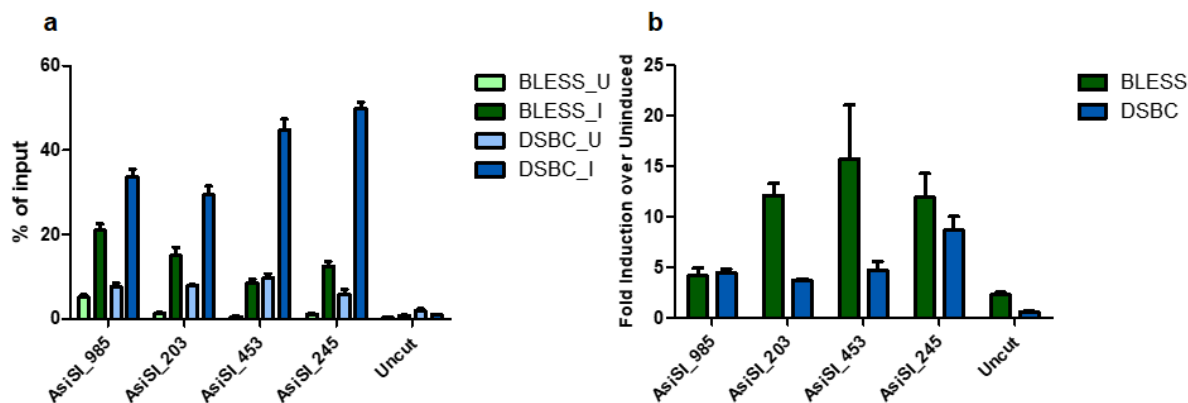 a
% of input
60
40
20
0
AsiSI_985
AsiSI_203
AsiSI_453
AsiSI_245
Uncut
BLESS_U
BLESS_I
DSBC_U
DSBC_I
b
Fold Induction over Uninduced
25
20
15
10
5
0
AsiSI_985
AsiSI_203
AsiSI_453
AsiSI_245
Uncut
BLESS
DSBC